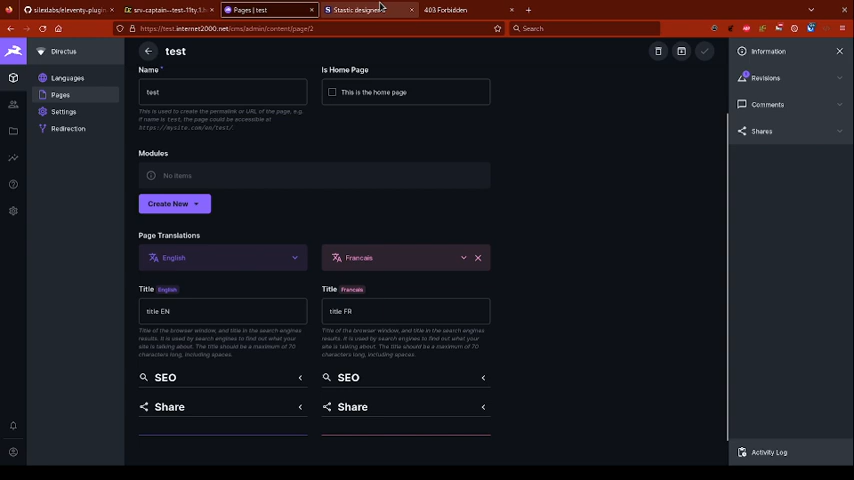 silexlabs/eleventy-plugin
srv-captain--test-11ty.1.h
Pages | test
Stastic designer
403 Forbidden
https://test.internet2000.net/cms/admin/content/page/2
Search
Directus
Languages
Pages
Settings
Redirection
test
Name *
test
This is used to create the permalink or URL of the page, e.g.
if name is test, the page could be accessible at
https://mysite.com/en/test/
Is Home Page
This is the home page
Modules
No items
Create New
Page Translations
English
Francais
Title English
title EN
Title of the browser window, and title in the search engines
results. It is used by search engines to find out what your
site is talking about. The title should be a maximum of 70
characters long, including spaces.
SEO
Share
Title Francais
title FR
Title of the browser window, and title in the search engines
results. It is used by search engines to find out what your
site is talking about. The title should be a maximum of 70
characters long, including spaces.
SEO
Share
Information
Revisions
Comments
Shares
Activity Log